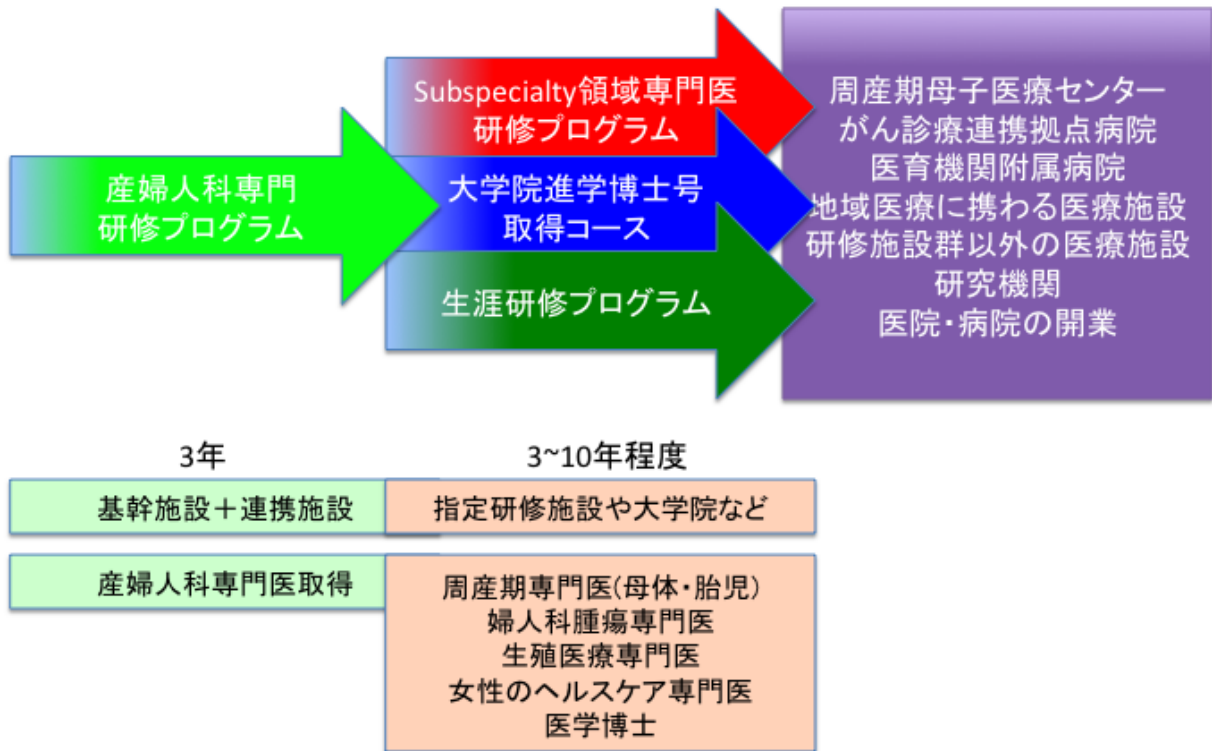 Subspecialty領域専門医
研修プログラム
産婦人科専門
研修プログラム
大学院進学博士号
取得コース
生涯研修プログラム
周産期母子医療センター
がん診療連携拠点病院
医育機関附属病院
地域医療に携わる医療施設
研修施設群以外の医療施設
研究機関
医院・病院の開業
3年
3~10年程度
基幹施設＋連携施設
指定研修施設や大学院など
産婦人科専門医取得
周産期専門医(母体・胎児)
婦人科腫瘍専門医
生殖医療専門医
女性のヘルスケア専門医
医学博士